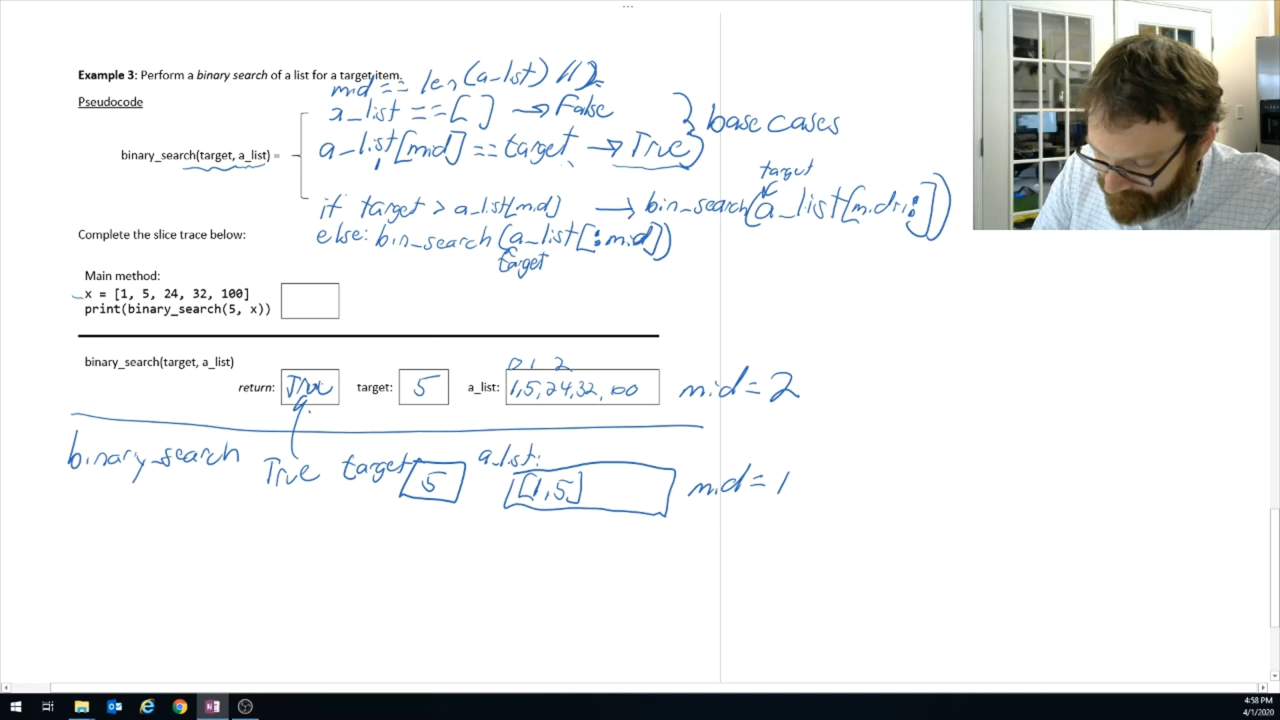 Example 3: Perform a binary search of a list for a target item.
mid == len(a_list) // 2
Pseudocode
a_list == [ ] → False
base cases
binary_search(target, a_list) =
a_list[mid] == target → True
target
if target > a_list[mid] → bin_search(a_list[mid+1:])
Complete the slice trace below:
else: bin_search(a_list[:mid])
target
Main method:
x = [1, 5, 24, 32, 100]
print(binary_search(5, x))
binary_search(target, a_list)
0 1 2
return: True target: 5 a_list: 1, 5, 24, 32, 100 mid = 2
binary_search True target 5 a_list: [1, 5] mid = 1
4:58 PM
4/1/2020